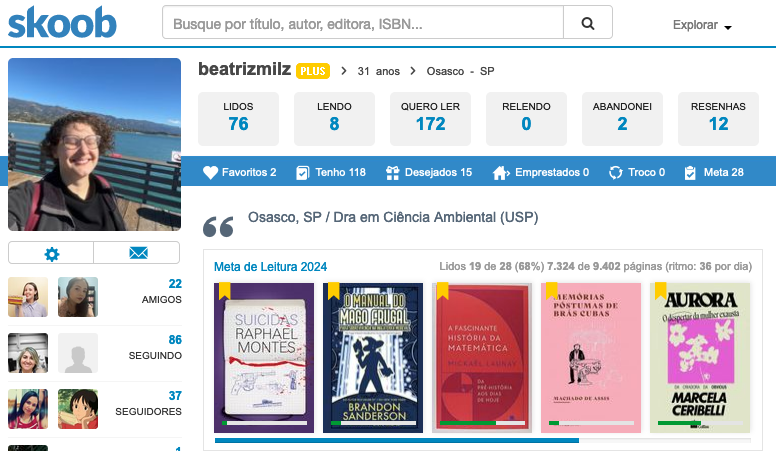 skoob
Busque por título, autor, editora, ISBN...
Explorar
beatrizmilz PLUS > 31 anos > Osasco - SP
LIDOS
76
LENDO
8
QUERO LER
172
RELENDO
0
ABANDONEI
2
RESENHAS
12
Favoritos 2
Tenho 118
Desejados 15
Emprestados 0
Troco 0
Meta 28
Osasco, SP / Dra em Ciência Ambiental (USP)
22
AMIGOS
86
SEGUINDO
37
SEGUIDORES
1
Meta de Leitura 2024
Lidos 19 de 28 (68%) 7.324 de 9.402 páginas (ritmo: 36 por dia)
SUICIDAS
RAPHAEL
MONTES
O MANUAL DO
MAGO FRUGAL
BRANDON
SANDERSON
A FASCINANTE
HISTÓRIA DA
MATEMÁTICA
MICKAËL LAUNAY
DA
PRÉ-HISTÓRIA
AOS DIAS
DE HOJE
MEMÓRIAS
PÓSTUMAS DE
BRÁS CUBAS
MACHADO DE ASSIS
AURORA
O despertar da mulher exausta
DA CRIADORA DA OBVIOUS
MARCELA
CERIBELLI